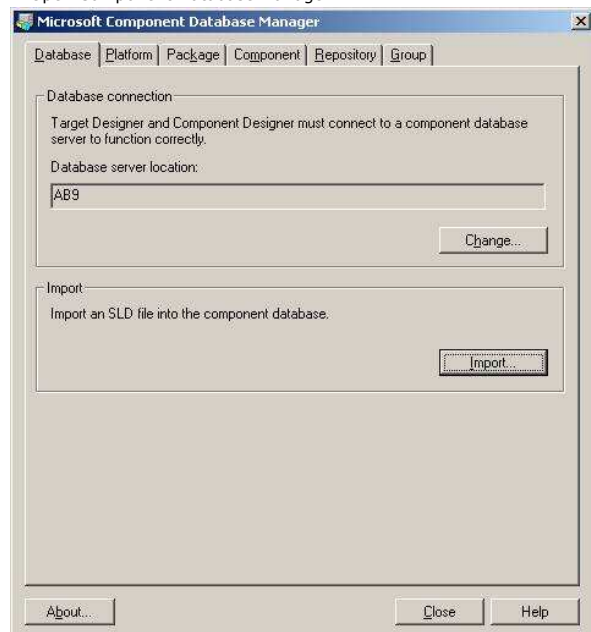 Microsoft Component Database Manager
Database Platform Package Component Repository Group
Database connection
Target Designer and Component Designer must connect to a component database
server to function correctly.
Database server location:
AB9
Change...
Import
Import an SLD file into the component database.
Import...
About... Close Help